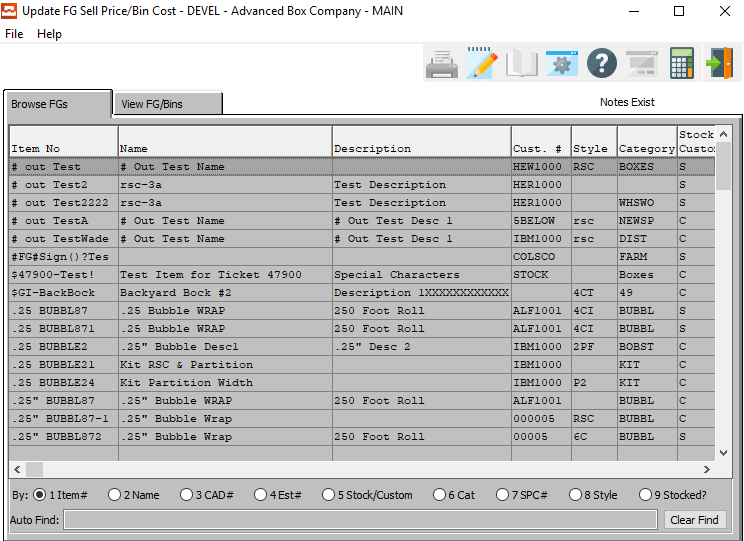 Update FG Sell Price/Bin Cost - DEVEL - Advanced Box Company - MAIN
File Help
Browse FGs View FG/Bins Notes Exist
Stock
Item No Name Description Cust. # Style Category Custom
# out Test # Out Test Name HEW1000 RSC BOXES S
# out Test2 rsc-3a Test Description HER1000 S
# out Test2222 rsc-3a Test Description HER1000 WHSWO S
# out TestA # Out Test Name # Out Test Desc 1 5BELOW rsc NEWSP C
# out TestWade # Out Test Name # Out Test Desc 1 IBM1000 rsc DIST C
#FG#Sign()?Tes COLSCO FARM S
$47900-Test! Test Item for Ticket 47900 Special Characters STOCK Boxes C
$GI-BackBock Backyard Bock #2 Description 1XXXXXXXXXXXX 4CT 49 C
.25 BUBBL87 .25 Bubble WRAP 250 Foot Roll ALF1001 4CI BUBBL S
.25 BUBBL871 .25 Bubble WRAP 250 Foot Roll ALF1001 4CI BUBBL S
.25 BUBBLE2 .25" Bubble Desc1 .25" Desc 2 IBM1000 2PF BOBST C
.25 BUBBLE21 Kit RSC & Partition IBM1000 KIT C
.25 BUBBLE24 Kit Partition Width IBM1000 P2 KIT C
.25" BUBBL87 .25" Bubble WRAP 250 Foot Roll ALF1001 BUBBL C
.25" BUBBL87-1 .25" Bubble Wrap 000005 RSC BUBBL C
.25" BUBBL872 .25" Bubble Wrap 250 Foot Roll 00005 6C BUBBL S
By: 1 Item# 2 Name 3 CAD# 4 Est# 5 Stock/Custom 6 Cat 7 SPC# 8 Style 9 Stocked?
Auto Find: Clear Find